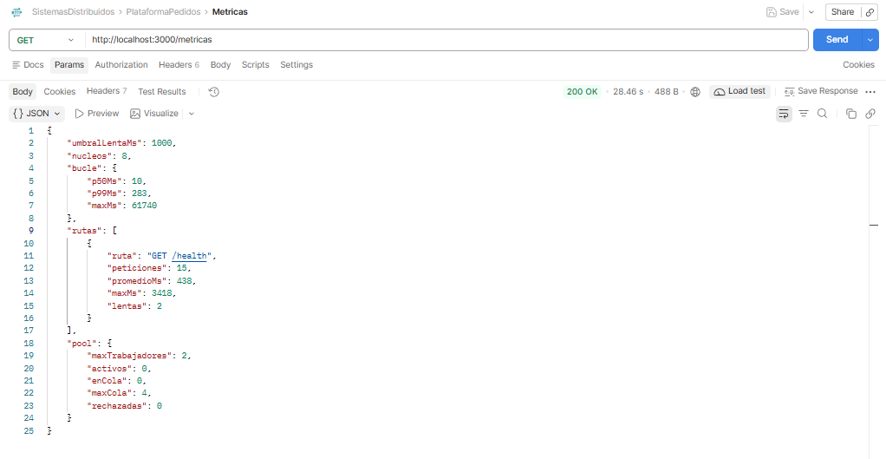 SistemasDistribuidos > PlataformaPedidos > Metricas Save Share
GET http://localhost:3000/metricas Send
Docs Params Authorization Headers 6 Body Scripts Settings Cookies
Body Cookies Headers 7 Test Results 200 OK · 28.46 s · 488 B · Load test Save Response
{} JSON Preview Visualize
1 {
2 "umbralLentaMs": 1000,
3 "nucleos": 8,
4 "bucle": {
5 "p50Ms": 10,
6 "p99Ms": 283,
7 "maxMs": 61740
8 },
9 "rutas": [
10 {
11 "ruta": "GET /health",
12 "peticiones": 15,
13 "promedioMs": 438,
14 "maxMs": 3418,
15 "lentas": 2
16 }
17 ],
18 "pool": {
19 "maxTrabajadores": 2,
20 "activos": 0,
21 "enCola": 0,
22 "maxCola": 4,
23 "rechazadas": 0
24 }
25 }